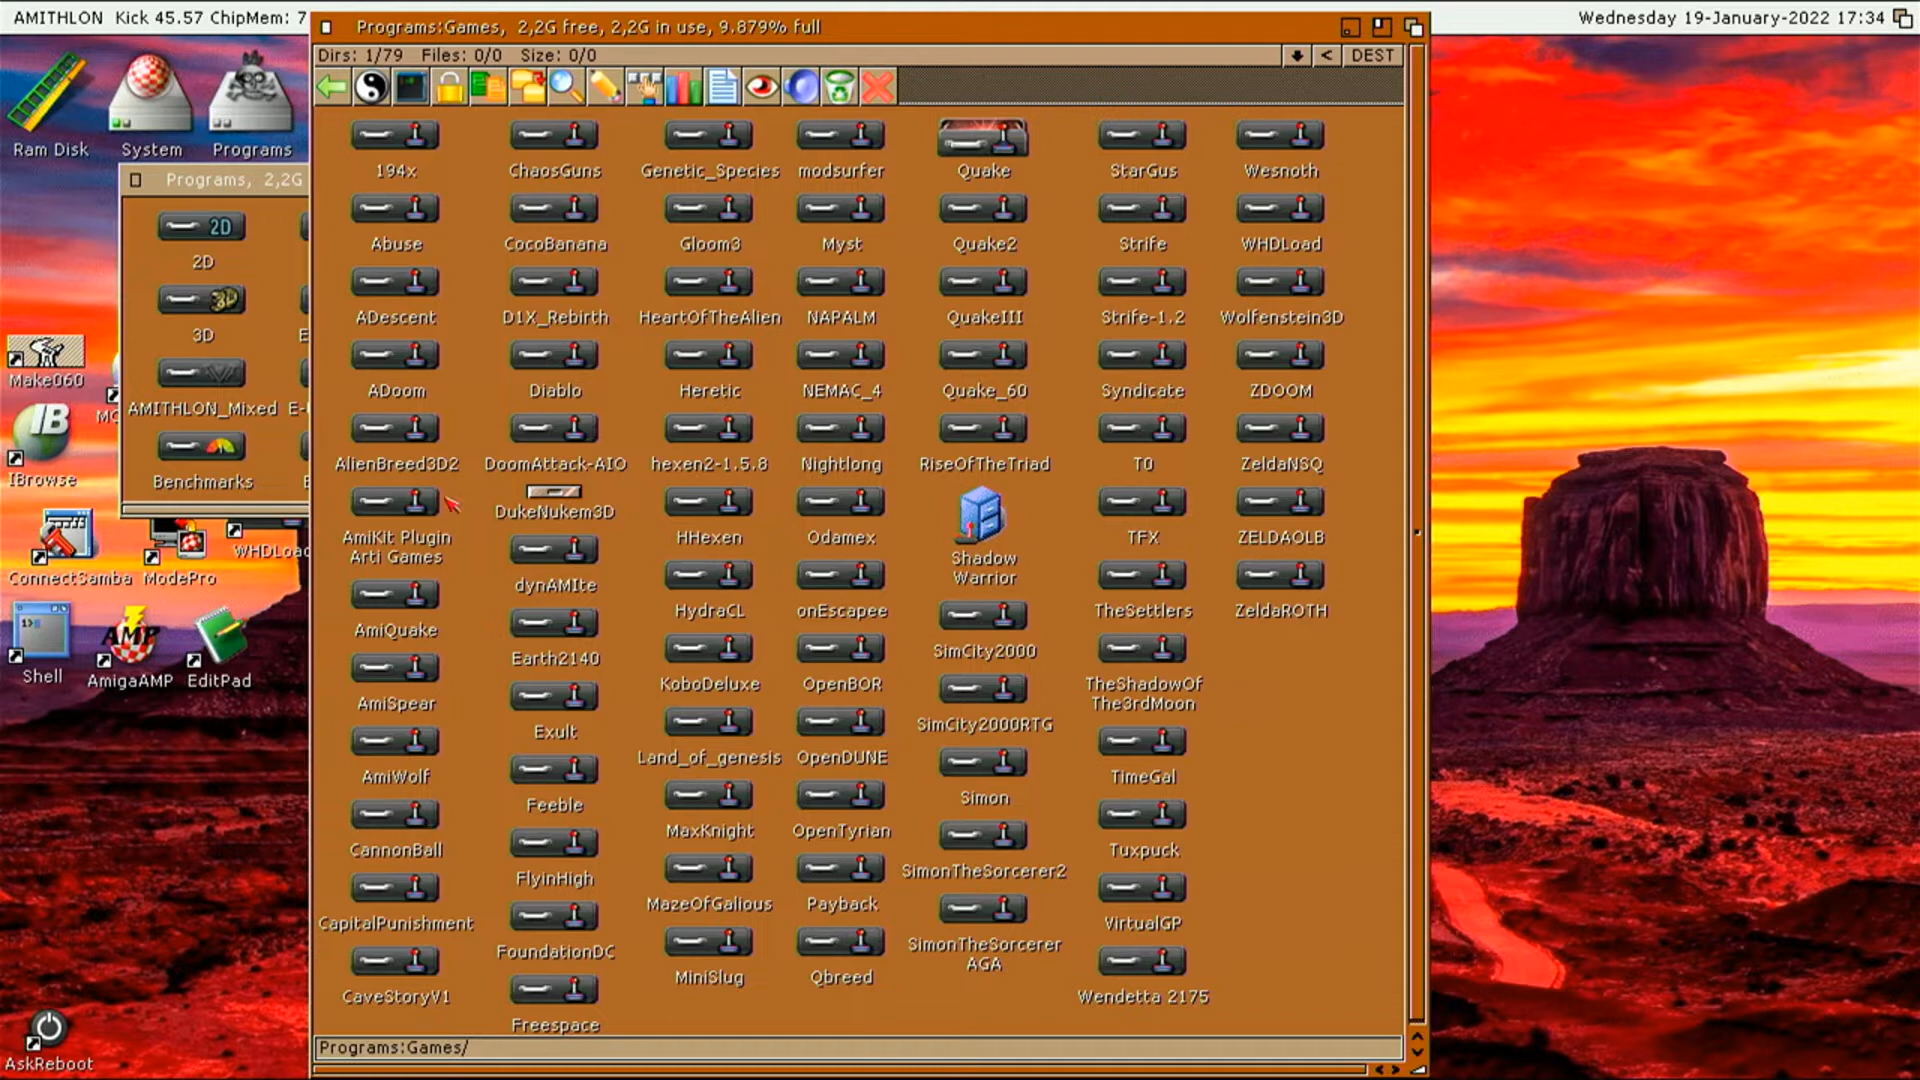 AMITHLON Kick 45.57 ChipMem: 7
Programs:Games, 2,2G free, 2,2G in use, 9.879% full
Wednesday 19-January-2022 17:34
Dirs: 1/79 Files: 0/0 Size: 0/0
< DEST
Ram Disk System Programs
Programs, 2,2G
2D
2D
3D
3D E
AMITHLON_Mixed E-
Benchmarks
Make060
IB
IBrowse
WHDLoad
ConnectSamba ModePro
1>
AMP
Shell AmigaAMP EditPad
AskReboot
194x ChaosGuns Genetic_Species modsurfer Quake StarGus Wesnoth
Abuse CocoBanana Gloom3 Myst Quake2 Strife WHDLoad
ADescent D1X_Rebirth HeartOfTheAlien NAPALM QuakeIII Strife-1.2 Wolfenstein3D
ADoom Diablo Heretic NEMAC_4 Quake_60 Syndicate ZDOOM
AlienBreed3D2 DoomAttack-AIO hexen2-1.5.8 Nightlong RiseOfTheTriad T0 ZeldaNSQ
AmiKit Plugin
Arti Games
DukeNukem3D HHexen Odamex
Shadow
Warrior
TFX ZELDAOLB
dynAMIte HydraCL onEscapee TheSettlers ZeldaROTH
AmiQuake Earth2140 KoboDeluxe OpenBOR SimCity2000
TheShadowOf
The3rdMoon
AmiSpear Exult Land_of_genesis OpenDUNE SimCity2000RTG TimeGal
AmiWolf Feeble MaxKnight OpenTyrian Simon Tuxpuck
CannonBall FlyinHigh MazeOfGalious Payback SimonTheSorcerer2 VirtualGP
CapitalPunishment FoundationDC MiniSlug Qbreed
SimonTheSorcerer
AGA
Wendetta 2175
CaveStoryV1 Freespace
Programs:Games/